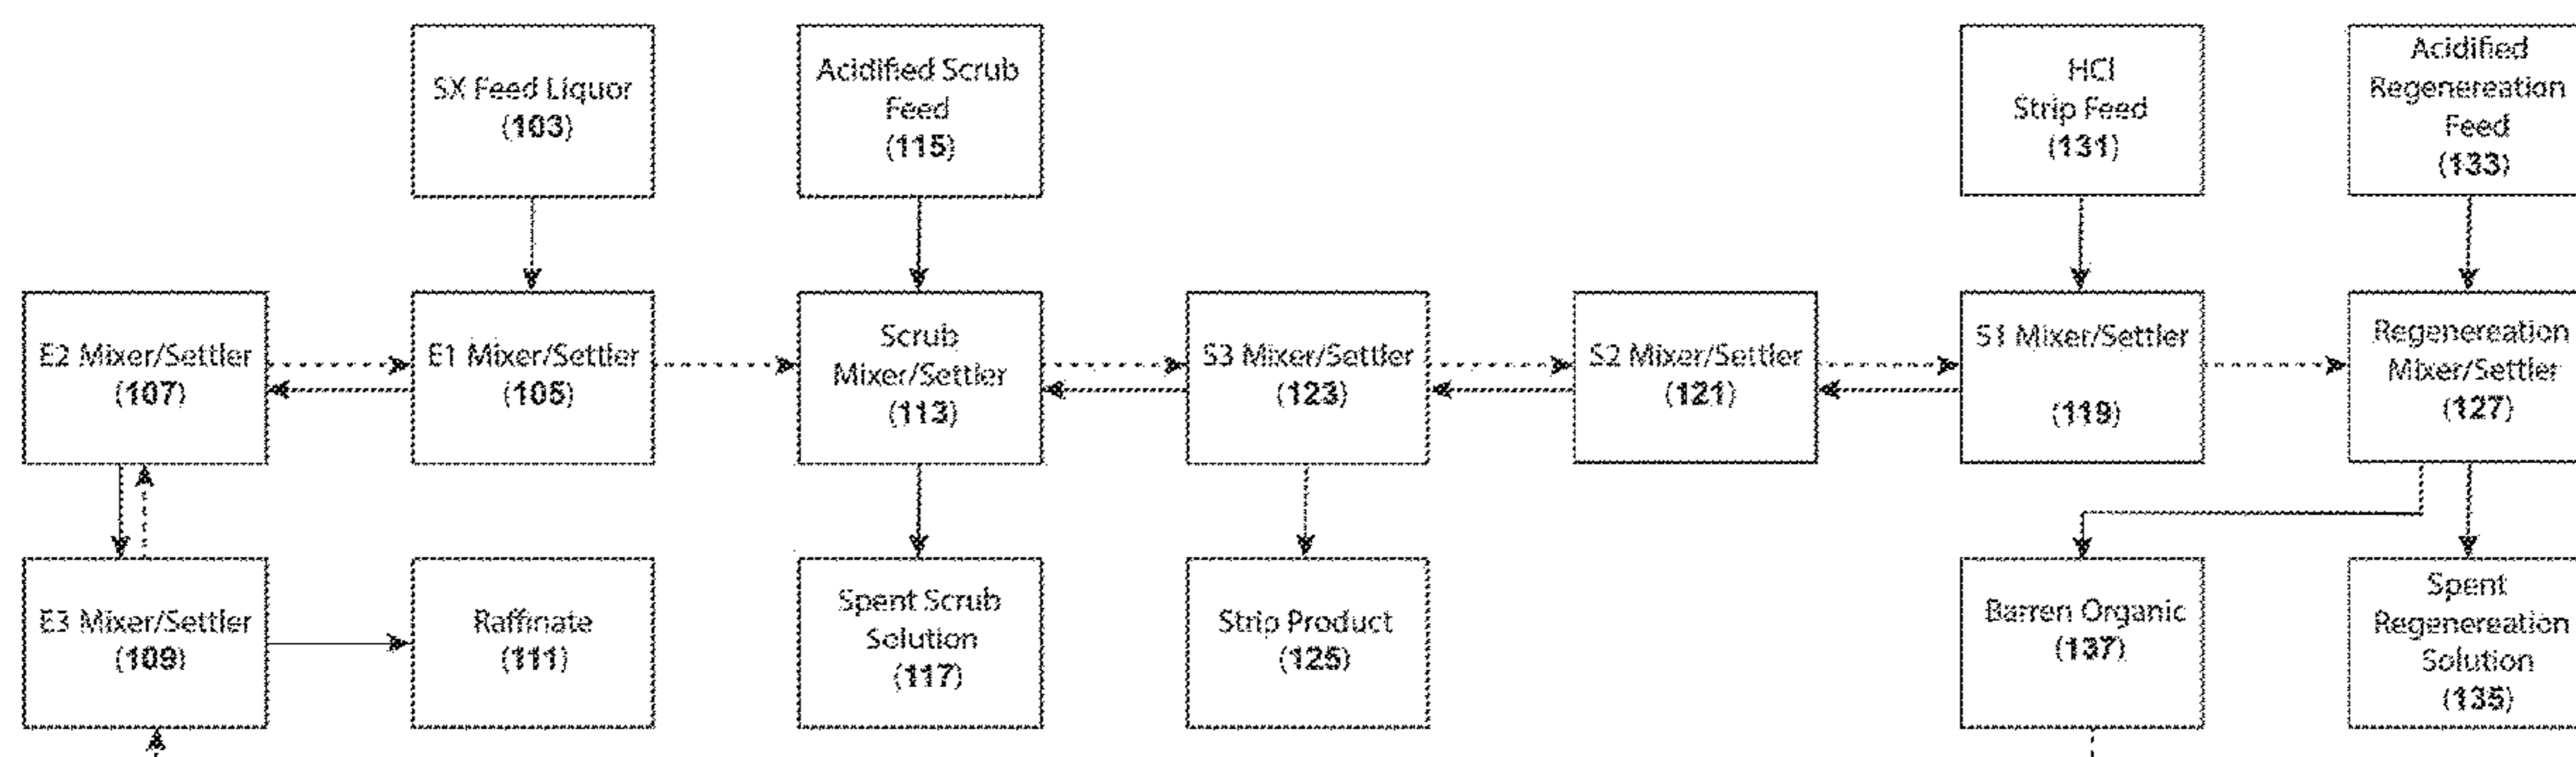 SX Feed Liquor
(103)
Acidified Scrub
Feed
(115)
HCl
Strip Feed
(131)
Acidified
Regenereation
Feed
(133)
E2 Mixer/Settler
(107)
E1 Mixer/Settler
(105)
Scrub
Mixer/Settler
(113)
S3 Mixer/Settler
(123)
S2 Mixer/Settler
(121)
S1 Mixer/Settler
(119)
Regenereation
Mixer/Settler
(127)
E3 Mixer/Settler
(109)
Raffinate
(111)
Spent Scrub
Solution
(117)
Strip Product
(125)
Barren Organic
(137)
Spent
Regenereation
Solution
(135)